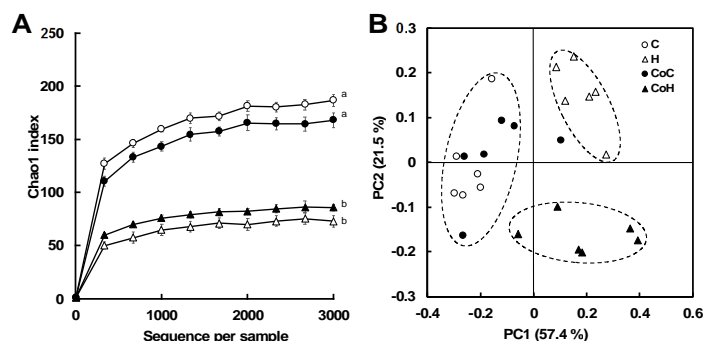 A
250
200
150
100
50
0
Chao1 index
0
1000
2000
3000
Sequence per sample
a
a
b
b
B
0.3
0.2
0.1
0
-0.1
-0.2
-0.3
PC2 (21.5 %)
-0.4
-0.2
0
0.2
0.4
0.6
PC1 (57.4 %)
C
H
CoC
CoH